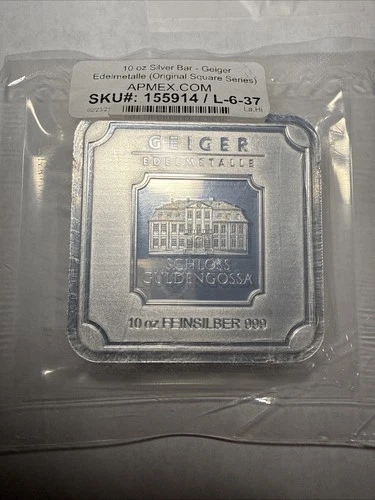 10 oz Silver Bar - Geiger
Edelmetalle (Original Square Series)
APMEX.COM
SKU#: 155914 / L-6-37
GEIGER
EDELMETALLE
SCHLOSS
GÜLDENGOSSA
10 oz FEINSILBER 999